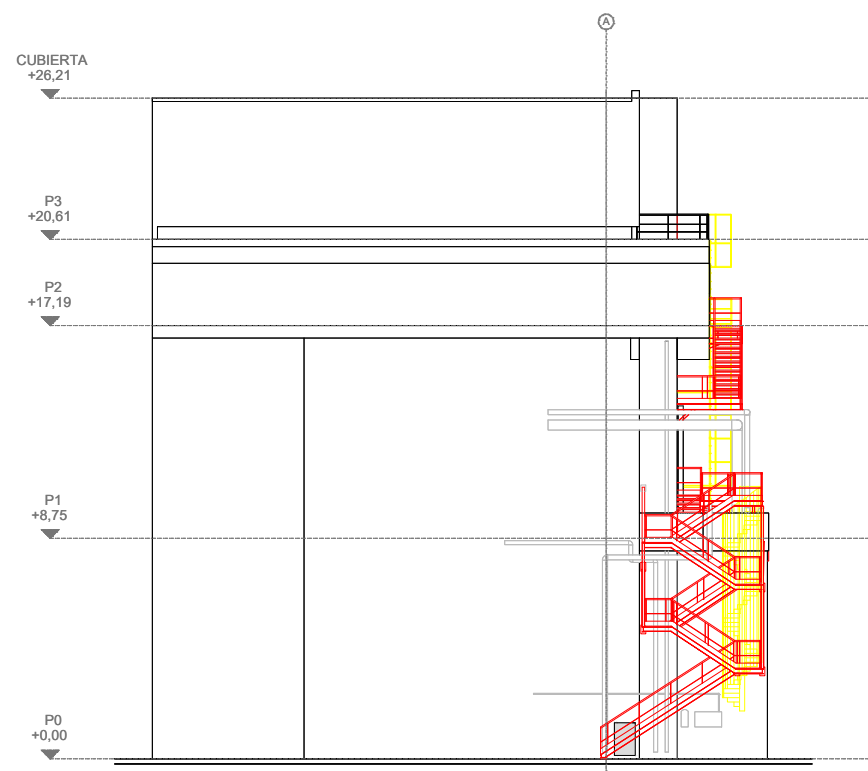 A
CUBIERTA
+26,21
P3
+20,61
P2
+17,19
P1
+8,75
P0
+0,00